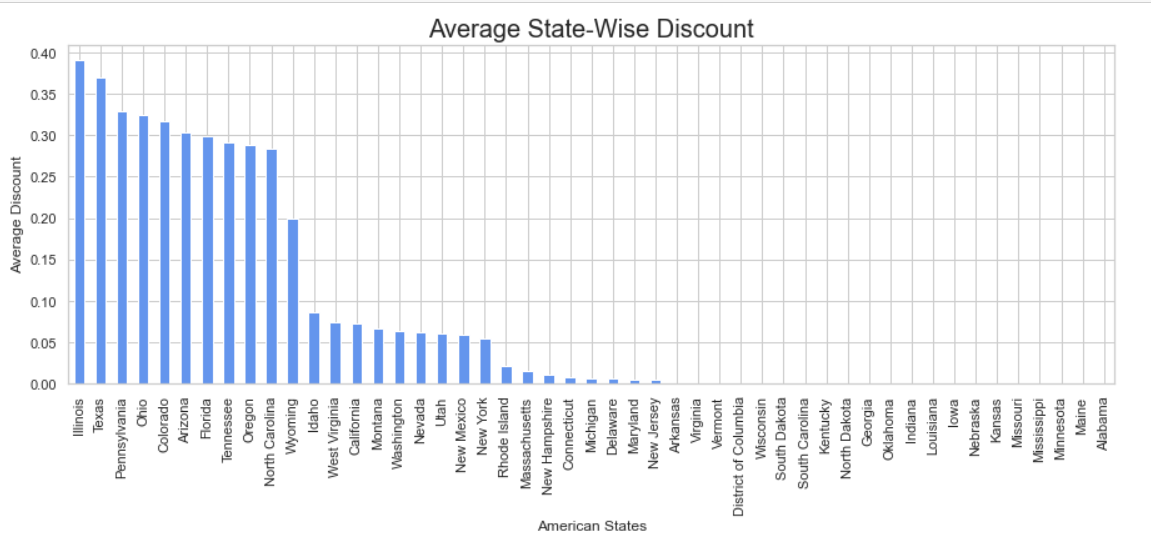 Average State-Wise Discount
0.40
0.35
0.30
0.25
0.20
0.15
0.10
0.05
0.00
Average Discount
Illinois
Texas
Pennsylvania
Ohio
Colorado
Arizona
Florida
Tennessee
Oregon
North Carolina
Wyoming
Idaho
West Virginia
California
Montana
Washington
Nevada
Utah
New Mexico
New York
Rhode Island
Massachusetts
New Hampshire
Connecticut
Michigan
Delaware
Maryland
New Jersey
Arkansas
Virginia
Vermont
District of Columbia
Wisconsin
South Dakota
South Carolina
Kentucky
North Dakota
Georgia
Oklahoma
Indiana
Louisiana
Iowa
Nebraska
Kansas
Missouri
Mississippi
Minnesota
Maine
Alabama
American States